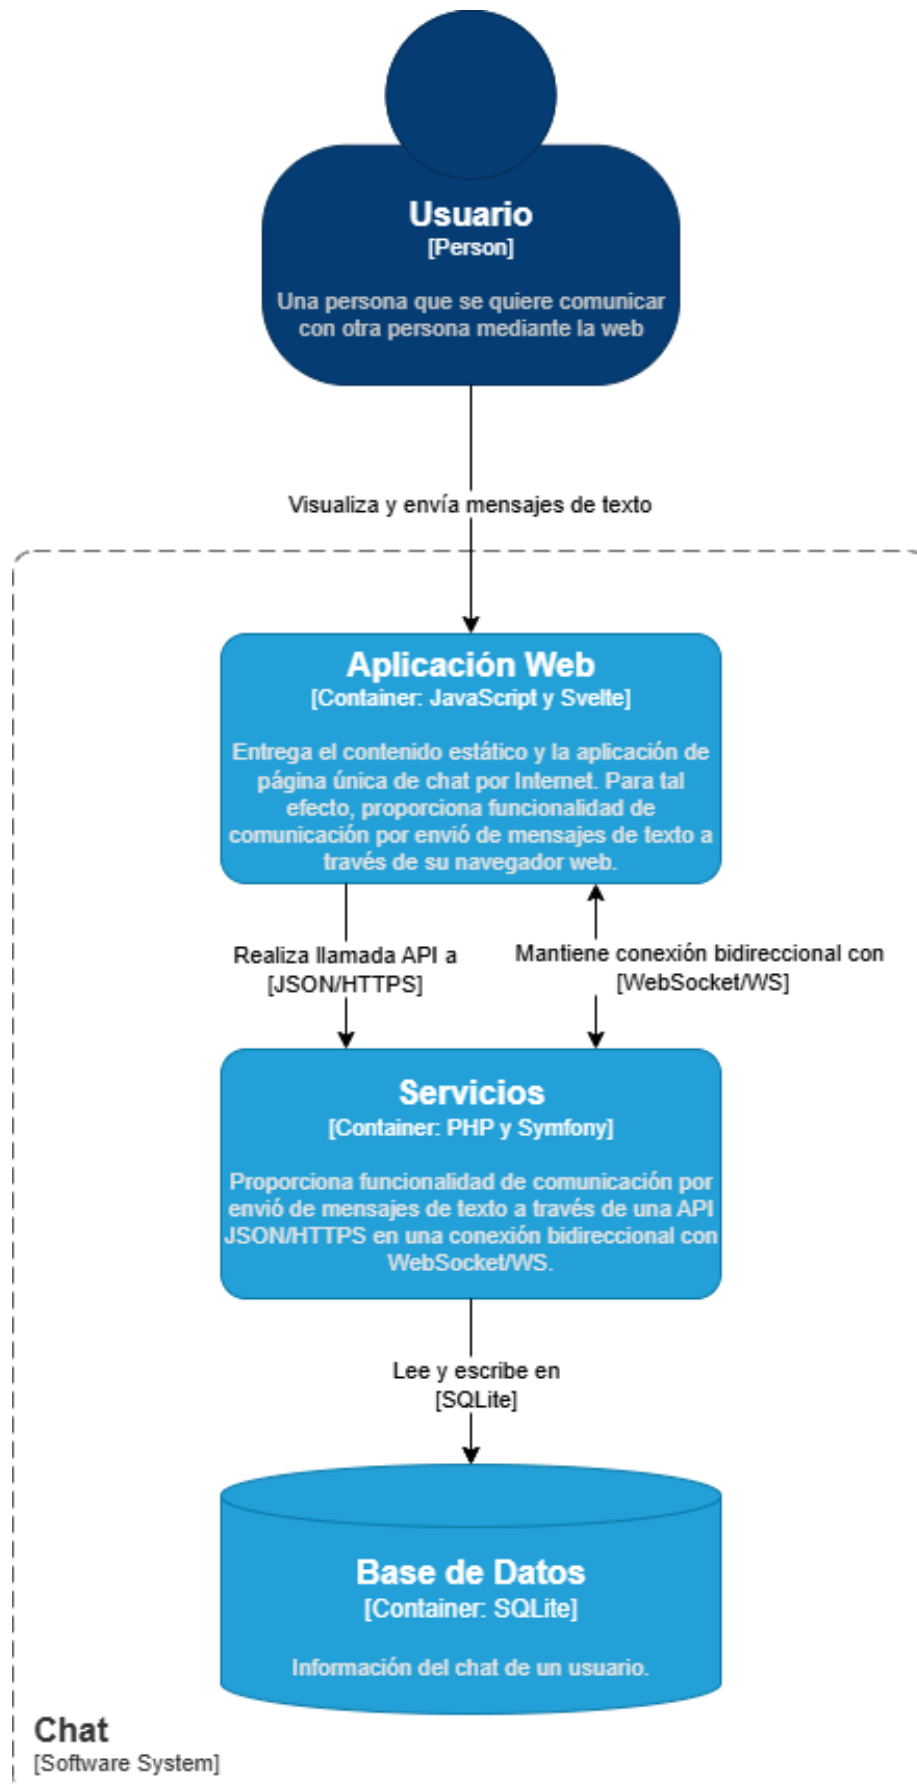 Usuario
[Person]
Una persona que se quiere comunicar
con otra persona mediante la web
Visualiza y envía mensajes de texto
Aplicación Web
[Container: JavaScript y Svelte]
Entrega el contenido estático y la aplicación de
página única de chat por Internet. Para tal
efecto, proporciona funcionalidad de
comunicación por envió de mensajes de texto a
través de su navegador web.
Realiza llamada API a
[JSON/HTTPS]
Mantiene conexión bidireccional con
[WebSocket/WS]
Servicios
[Container: PHP y Symfony]
Proporciona funcionalidad de comunicación por
envió de mensajes de texto a través de una API
JSON/HTTPS en una conexión bidireccional con
WebSocket/WS.
Lee y escribe en
[SQLite]
Base de Datos
[Container: SQLite]
Información del chat de un usuario.
Chat
[Software System]